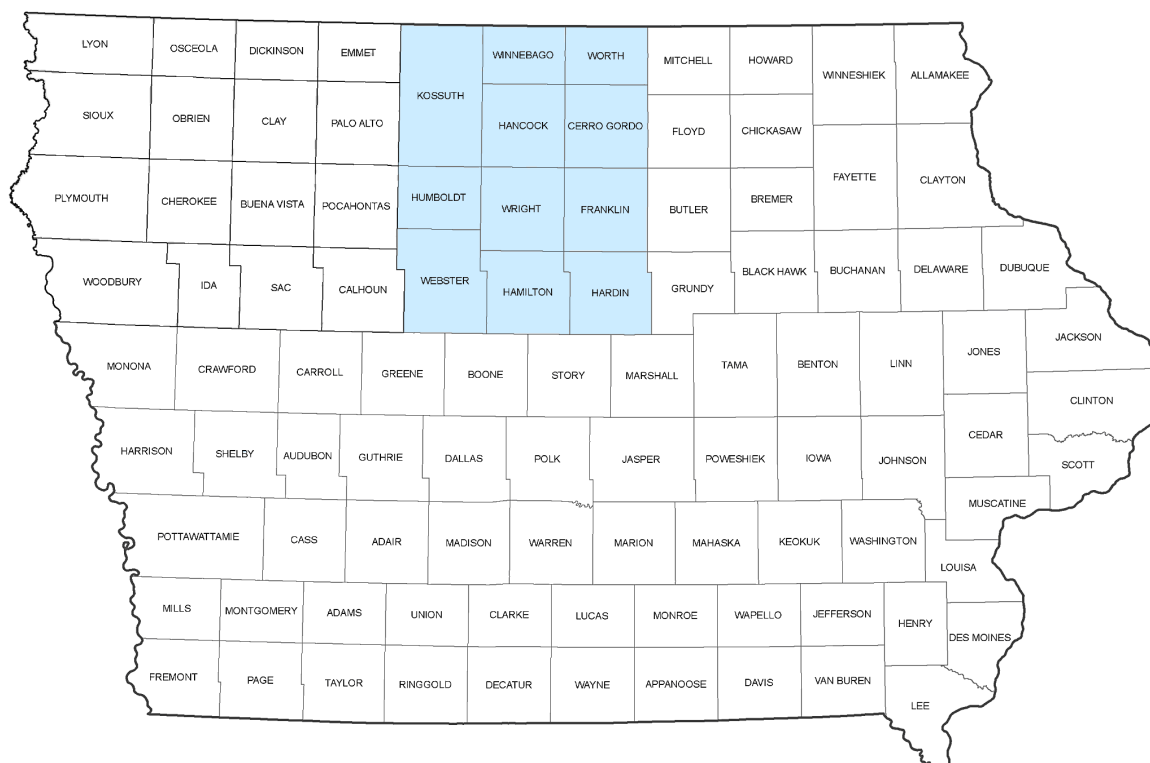 LYON
OSCEOLA
DICKINSON
EMMET
KOSSUTH
WINNEBAGO
WORTH
MITCHELL
HOWARD
WINNESHIEK
ALLAMAKEE
SIOUX
OBRIEN
CLAY
PALO ALTO
HANCOCK
CERRO GORDO
FLOYD
CHICKASAW
FAYETTE
CLAYTON
PLYMOUTH
CHEROKEE
BUENA VISTA
POCAHONTAS
HUMBOLDT
WRIGHT
FRANKLIN
BUTLER
BREMER
WOODBURY
IDA
SAC
CALHOUN
WEBSTER
HAMILTON
HARDIN
GRUNDY
BLACK HAWK
BUCHANAN
DELAWARE
DUBUQUE
MONONA
CRAWFORD
CARROLL
GREENE
BOONE
STORY
MARSHALL
TAMA
BENTON
LINN
JONES
JACKSON
CLINTON
HARRISON
SHELBY
AUDUBON
GUTHRIE
DALLAS
POLK
JASPER
POWESHIEK
IOWA
JOHNSON
CEDAR
SCOTT
MUSCATINE
POTTAWATTAMIE
CASS
ADAIR
MADISON
WARREN
MARION
MAHASKA
KEOKUK
WASHINGTON
LOUISA
MILLS
MONTGOMERY
ADAMS
UNION
CLARKE
LUCAS
MONROE
WAPELLO
JEFFERSON
HENRY
DES MOINES
FREMONT
PAGE
TAYLOR
RINGGOLD
DECATUR
WAYNE
APPANOOSE
DAVIS
VAN BUREN
LEE